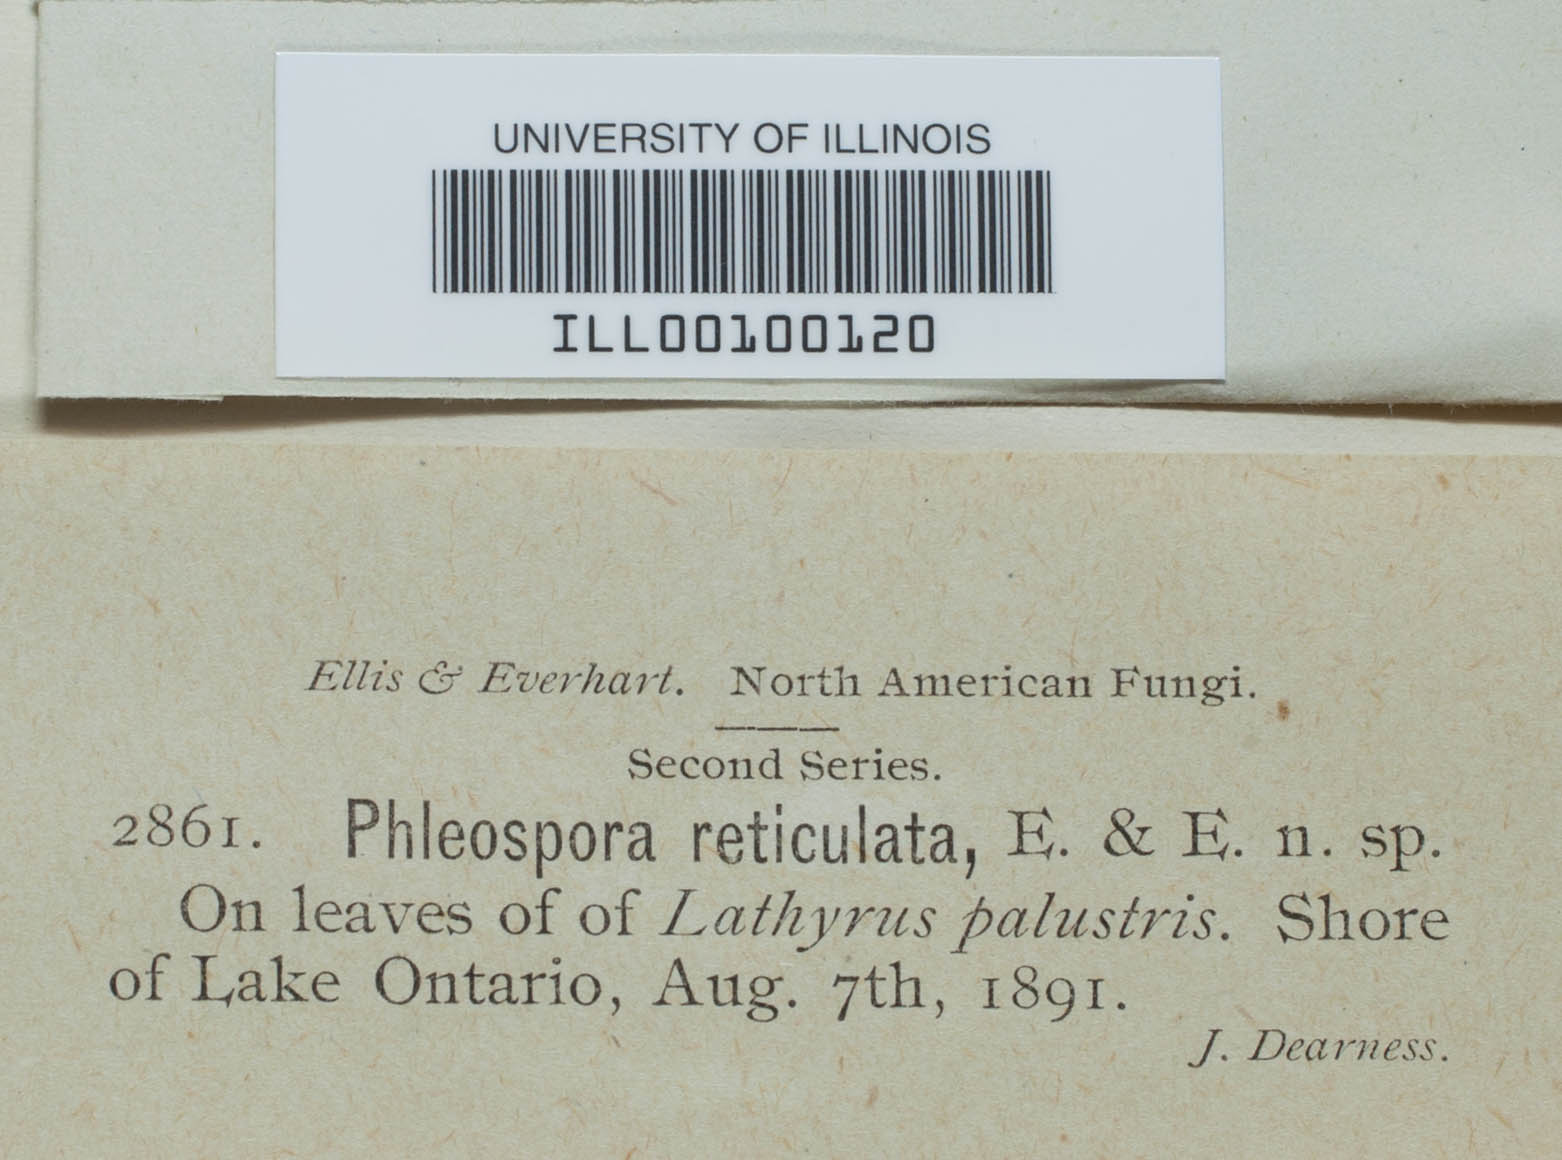 UNIVERSITY OF ILLINOIS
ILL00100120
Ellis & Everhart. North American Fungi.
Second Series.
2861. Phleospora reticulata, E. & E. n. sp.
On leaves of of Lathyrus palustris. Shore
of Lake Ontario, Aug. 7th, 1891.
J. Dearness.